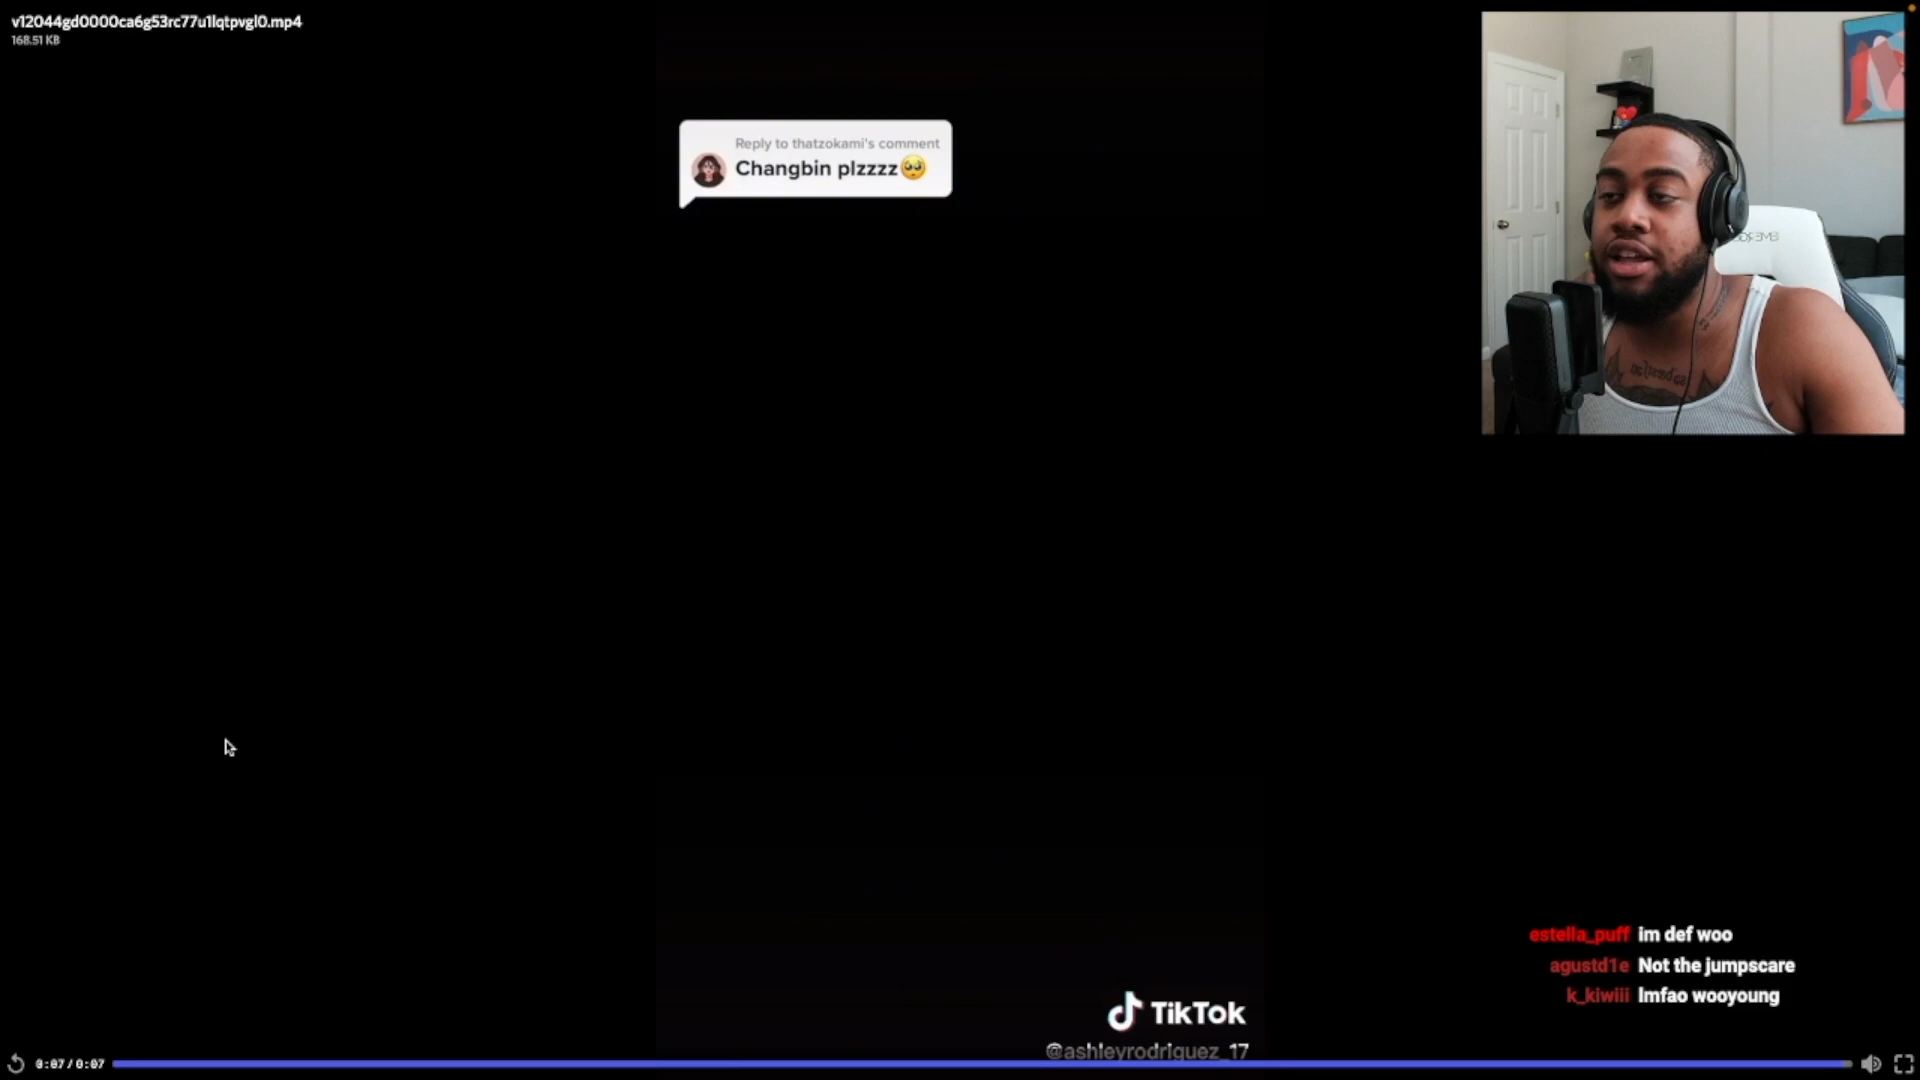 v12044gd0000ca6g53rc77u1lqtpvgl0.mp4
168.51 KB
Reply to thatzokami's comment
Changbin plzzzz🥺
estella_puff im def woo
agustd1e Not the jumpscare
k_kiwiii lmfao wooyoung
TikTok
@ashleyrodriguez_17
0:07/0:07